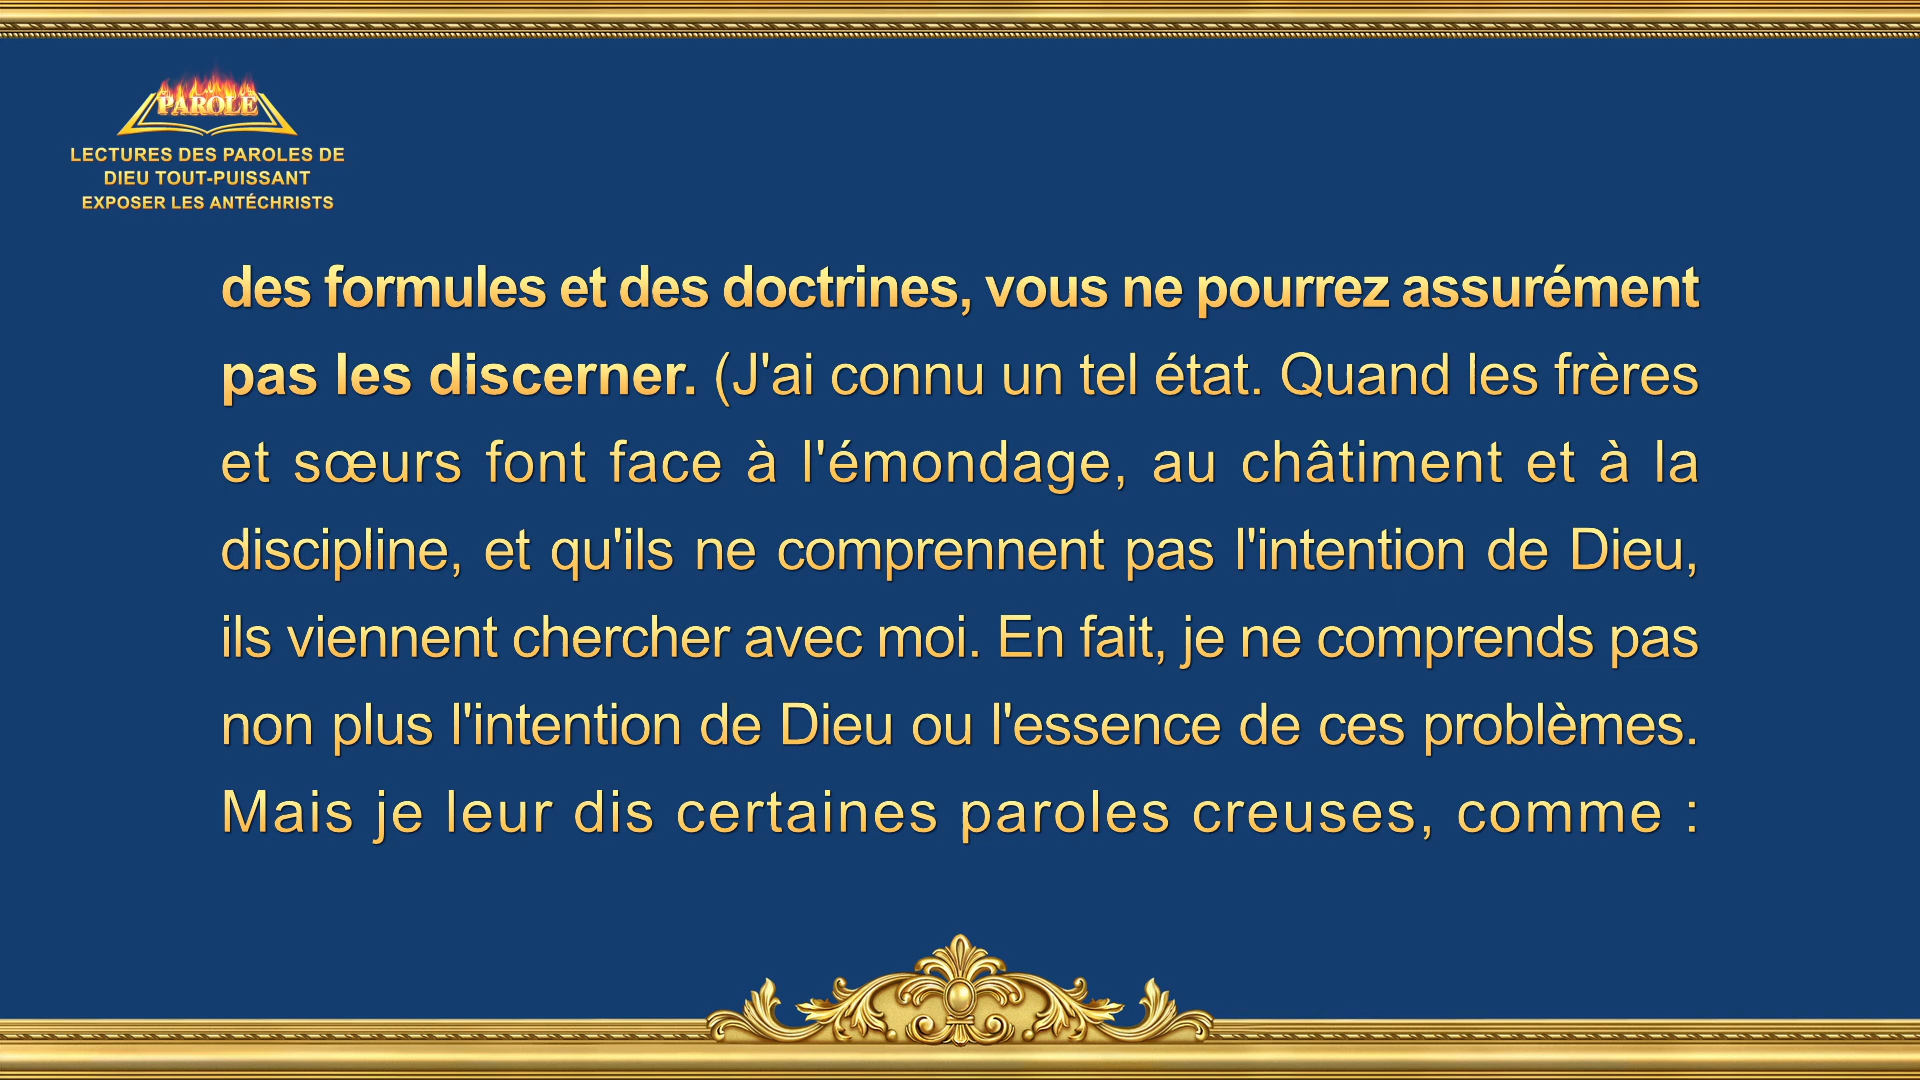 PAROLE
LECTURES DES PAROLES DE
DIEU TOUT-PUISSANT
EXPOSER LES ANTÉCHRISTS
des formules et des doctrines, vous ne pourrez assurément
pas les discerner. (J'ai connu un tel état. Quand les frères
et sœurs font face à l'émondage, au châtiment et à la
discipline, et qu'ils ne comprennent pas l'intention de Dieu,
ils viennent chercher avec moi. En fait, je ne comprends pas
non plus l'intention de Dieu ou l'essence de ces problèmes.
Mais je leur dis certaines paroles creuses, comme :